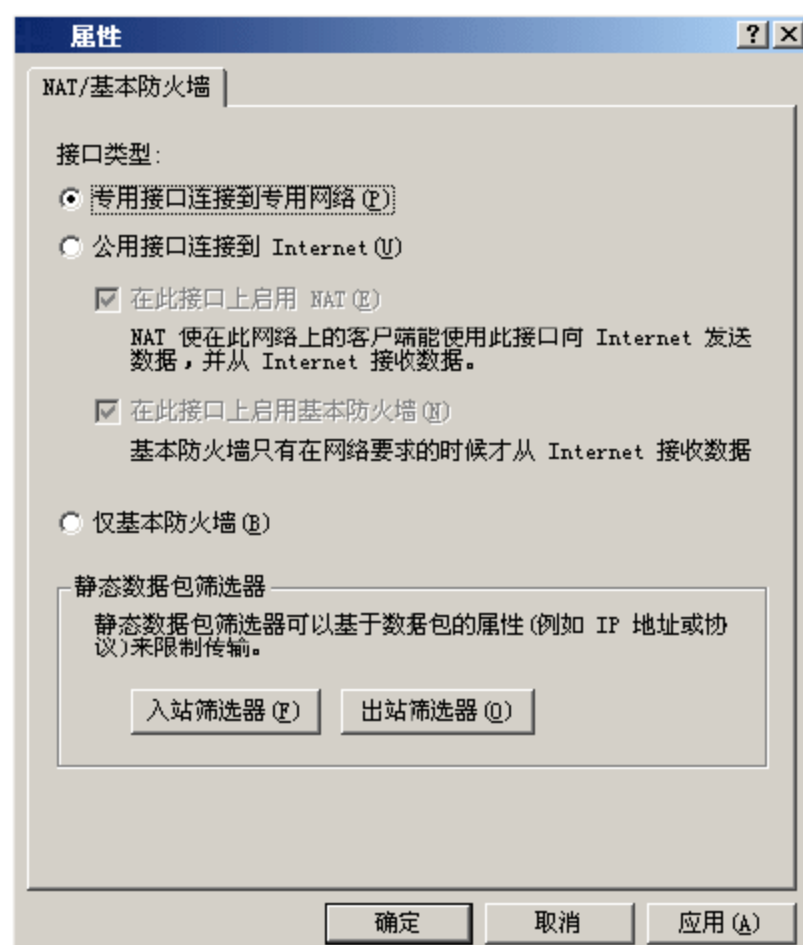 属性
NAT/基本防火墙
接口类型:
专用接口连接到专用网络(P)
公用接口连接到 Internet(U)
在此接口上启用 NAT(E)
NAT 使在此网络上的客户端能使用此接口向 Internet 发送
数据，并从 Internet 接收数据。
在此接口上启用基本防火墙(N)
基本防火墙只有在网络要求的时候才从 Internet 接收数据
仅基本防火墙(B)
静态数据包筛选器
静态数据包筛选器可以基于数据包的属性(例如 IP 地址或协
议)来限制传输。
入站筛选器(F) 出站筛选器(O)
确定 取消 应用(A)